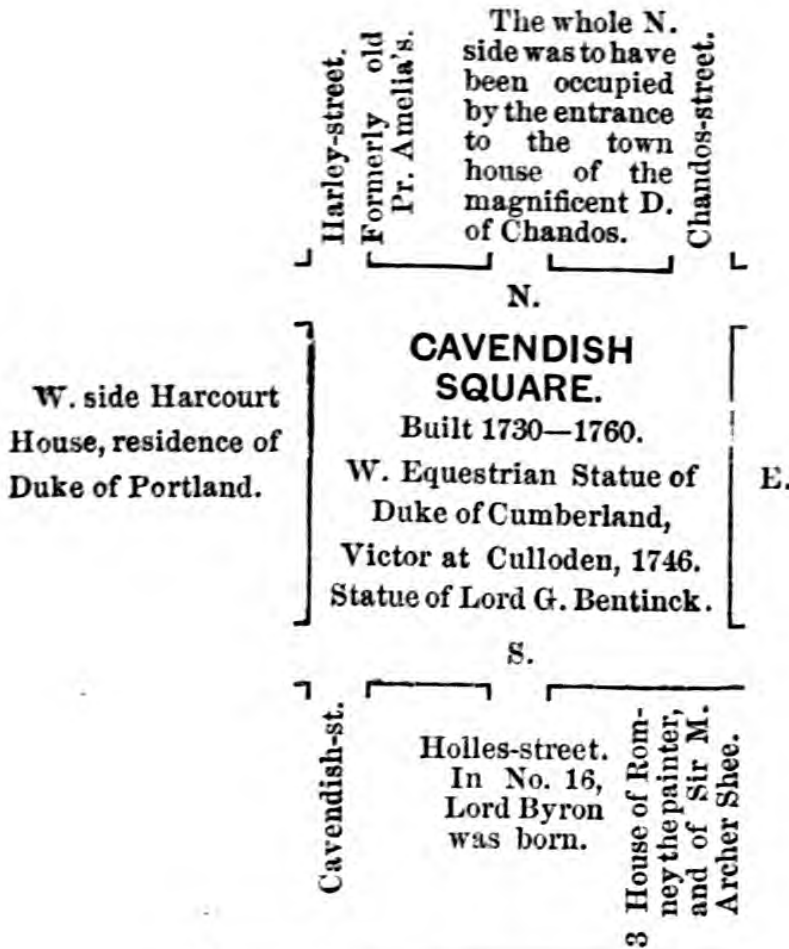 Harley-street.
Formerly old
Pr. Amelia's.
The whole N.
side was to have
been occupied
by the entrance
to the town
house of the
magnificent D.
of Chandos.
Chandos-street.
N.
W. side Harcourt
House, residence of
Duke of Portland.
CAVENDISH
SQUARE.
Built 1730—1760.
W. Equestrian Statue of
Duke of Cumberland,
Victor at Culloden, 1746.
Statue of Lord G. Bentinck.
E.
S.
Cavendish-st.
Holles-street.
In No. 16,
Lord Byron
was born.
3 House of Rom-
ney the painter,
and of Sir M.
Archer Shee.